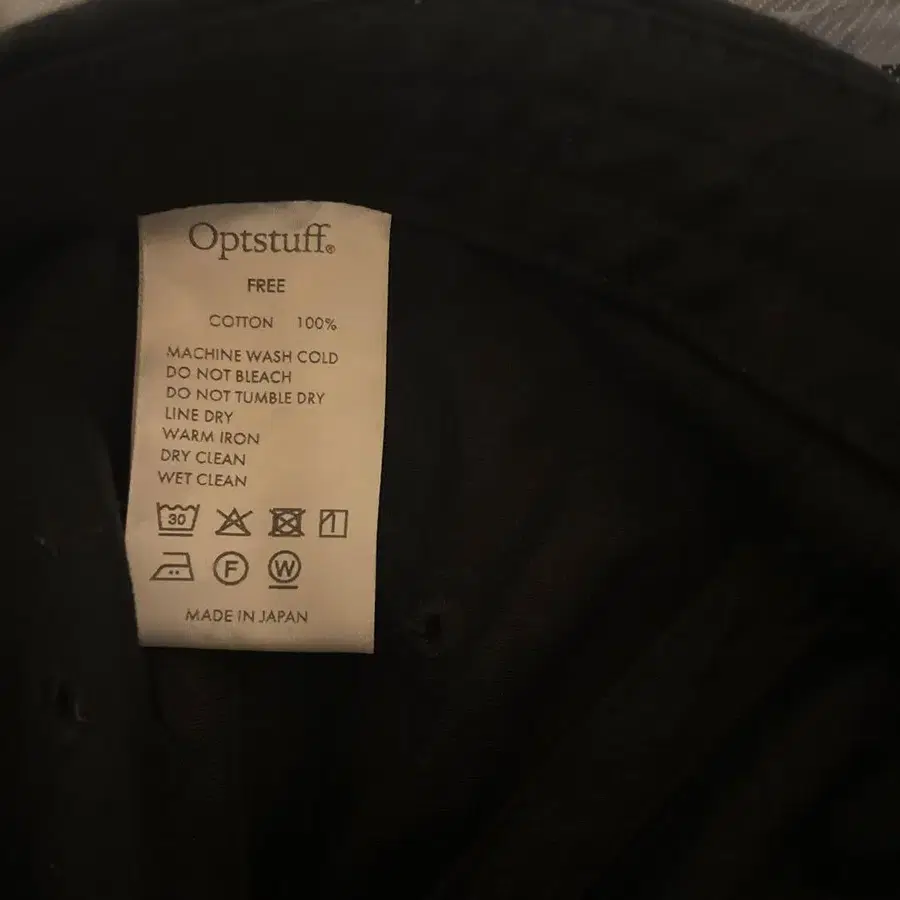 Optstuff®
FREE
COTTON 100%
MACHINE WASH COLD
DO NOT BLEACH
DO NOT TUMBLE DRY
LINE DRY
WARM IRON
DRY CLEAN
WET CLEAN
30
F W
MADE IN JAPAN